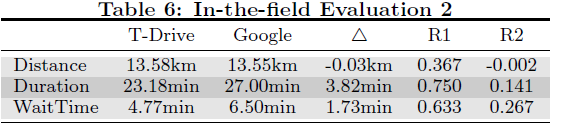 Table 6: In-the-field Evaluation 2
T-Drive Google △ R1 R2
Distance 13.58km 13.55km -0.03km 0.367 -0.002
Duration 23.18min 27.00min 3.82min 0.750 0.141
WaitTime 4.77min 6.50min 1.73min 0.633 0.267